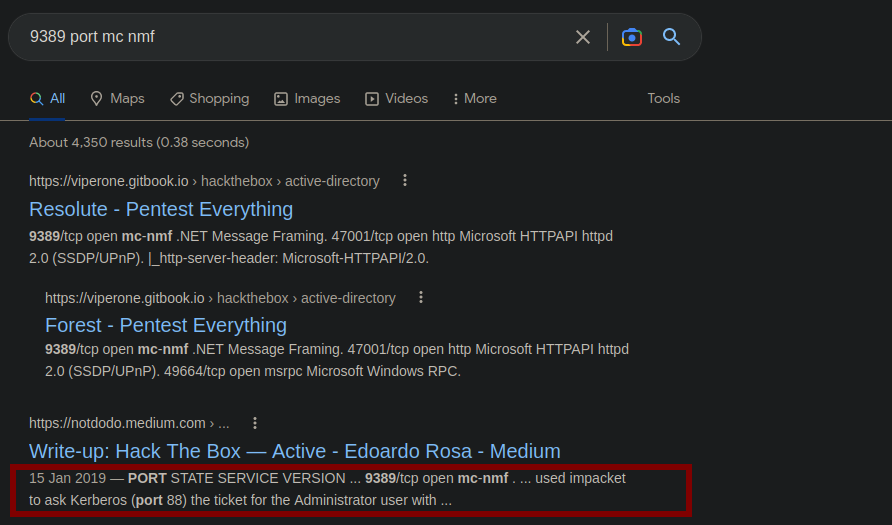 9389 port mc nmf
All Maps Shopping Images Videos More Tools
About 4,350 results (0.38 seconds)
https://viperone.gitbook.io › hackthebox › active-directory
Resolute - Pentest Everything
9389/tcp open mc-nmf .NET Message Framing. 47001/tcp open http Microsoft HTTPAPI httpd
2.0 (SSDP/UPnP). |_http-server-header: Microsoft-HTTPAPI/2.0.
https://viperone.gitbook.io › hackthebox › active-directory
Forest - Pentest Everything
9389/tcp open mc-nmf .NET Message Framing. 47001/tcp open http Microsoft HTTPAPI httpd
2.0 (SSDP/UPnP). 49664/tcp open msrpc Microsoft Windows RPC.
https://notdodo.medium.com › ...
Write-up: Hack The Box — Active - Edoardo Rosa - Medium
15 Jan 2019 — PORT STATE SERVICE VERSION ... 9389/tcp open mc-nmf . ... used impacket
to ask Kerberos (port 88) the ticket for the Administrator user with ...